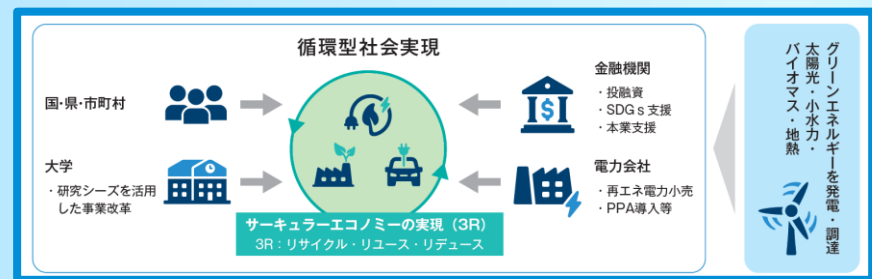 循環型社会実現
国・県・市町村
大学
・研究シーズを活用
した事業改革
金融機関
・投融資
・SDGｓ支援
・本業支援
電力会社
・再エネ電力小売
・PPA導入等
サーキュラーエコノミーの実現（3R）
3R：リサイクル・リユース・リデュース
グリーンエネルギーを発電・調達
太陽光・小水力・
バイオマス・地熱